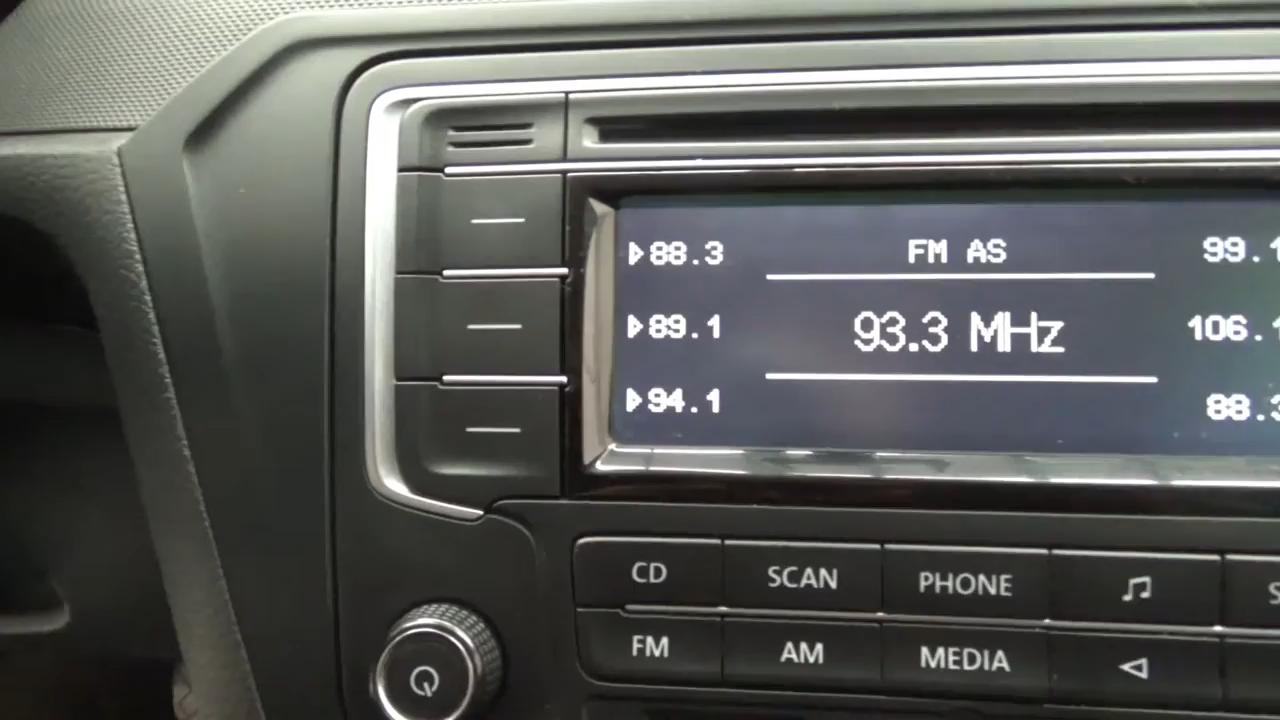 88.3 FM AS 99.1
89.1 93.3 MHz 106.1
94.1 88.3
CD SCAN PHONE
FM AM MEDIA